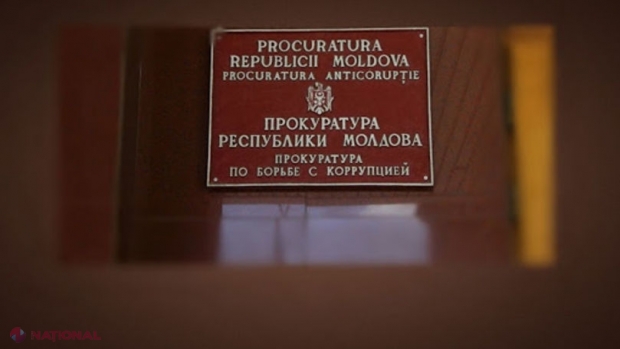 PROCURATURA
REPUBLICII MOLDOVA
PROCURATURA ANTICORUPȚIE
ПРОКУРАТУРА
РЕСПУБЛИКИ МОЛДОВА
ПРОКУРАТУРА
ПО БОРЬБЕ С КОРРУПЦИЕЙ
NAȚIONAL